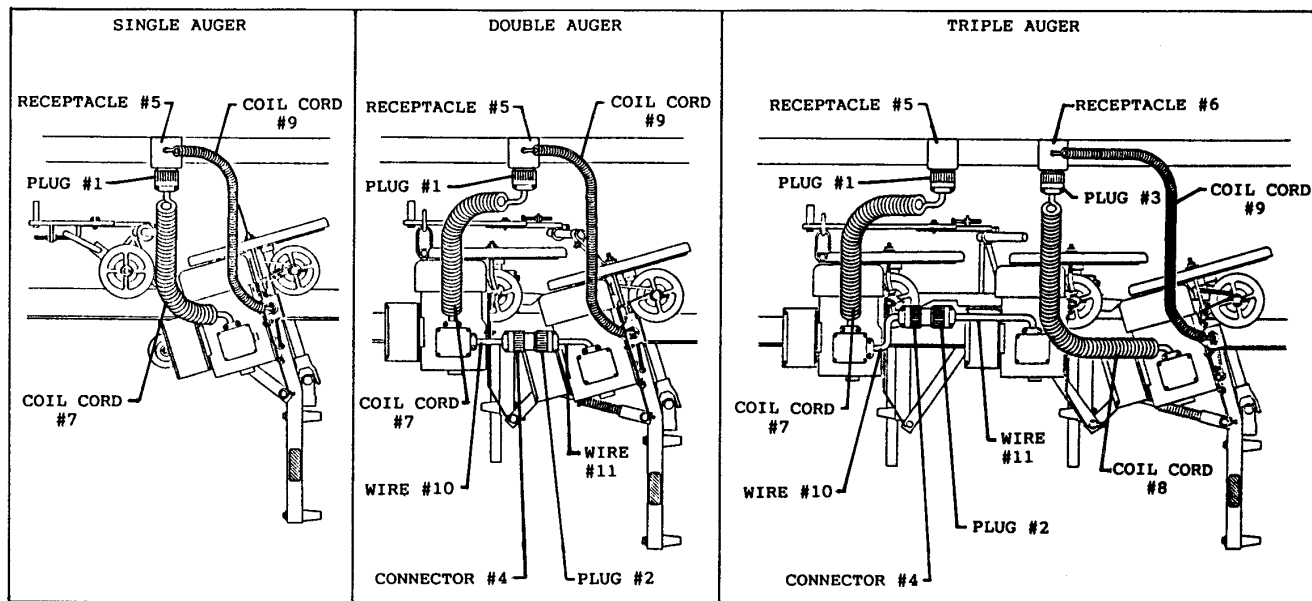 SINGLE AUGER
RECEPTACLE #5
COIL CORD
#9
PLUG #1
COIL CORD
#7
DOUBLE AUGER
RECEPTACLE #5
COIL CORD
#9
PLUG #1
COIL CORD
#7
WIRE
#11
WIRE #10
CONNECTOR #4
PLUG #2
TRIPLE AUGER
RECEPTACLE #5
RECEPTACLE #6
PLUG #1
PLUG #3
COIL CORD
#9
COIL CORD
#7
WIRE
#11
WIRE #10
COIL CORD
#8
PLUG #2
CONNECTOR #4